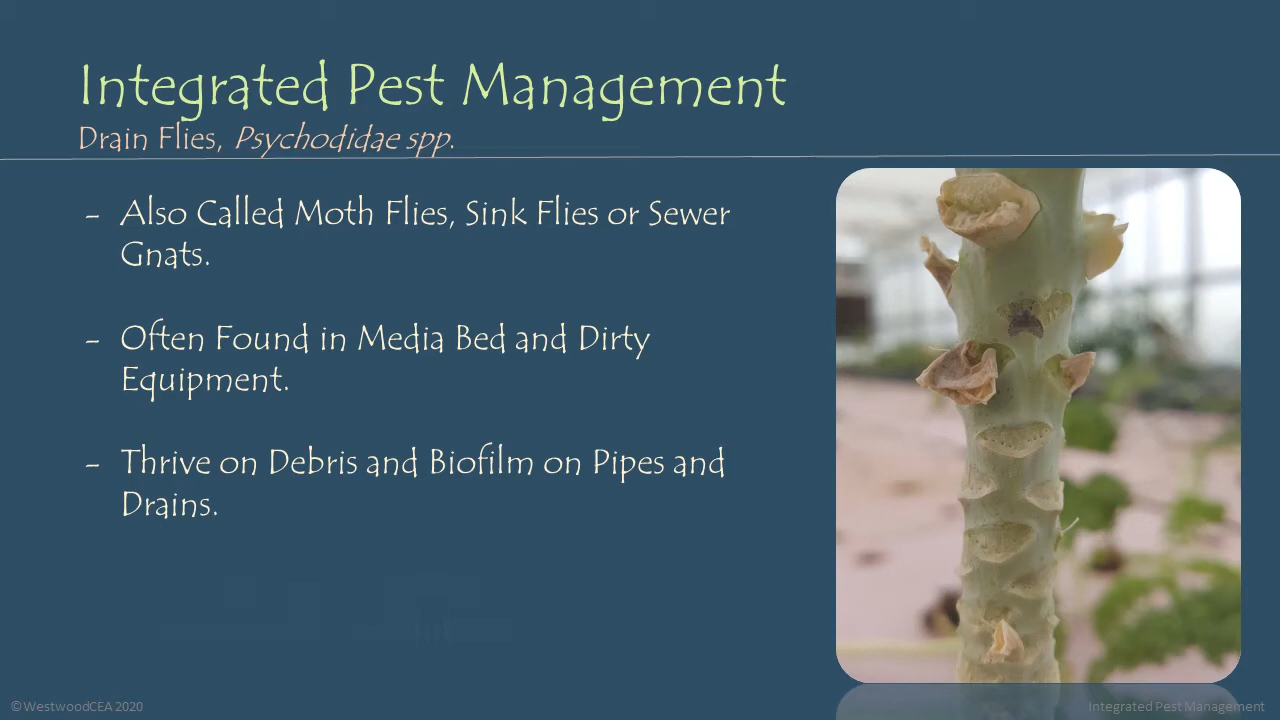 Integrated Pest Management
Drain Flies, Psychodidae spp.
- Also Called Moth Flies, Sink Flies or Sewer
Gnats.
- Often Found in Media Bed and Dirty
Equipment.
- Thrive on Debris and Biofilm on Pipes and
Drains.
©WestwoodCEA 2020
Integrated Pest Management